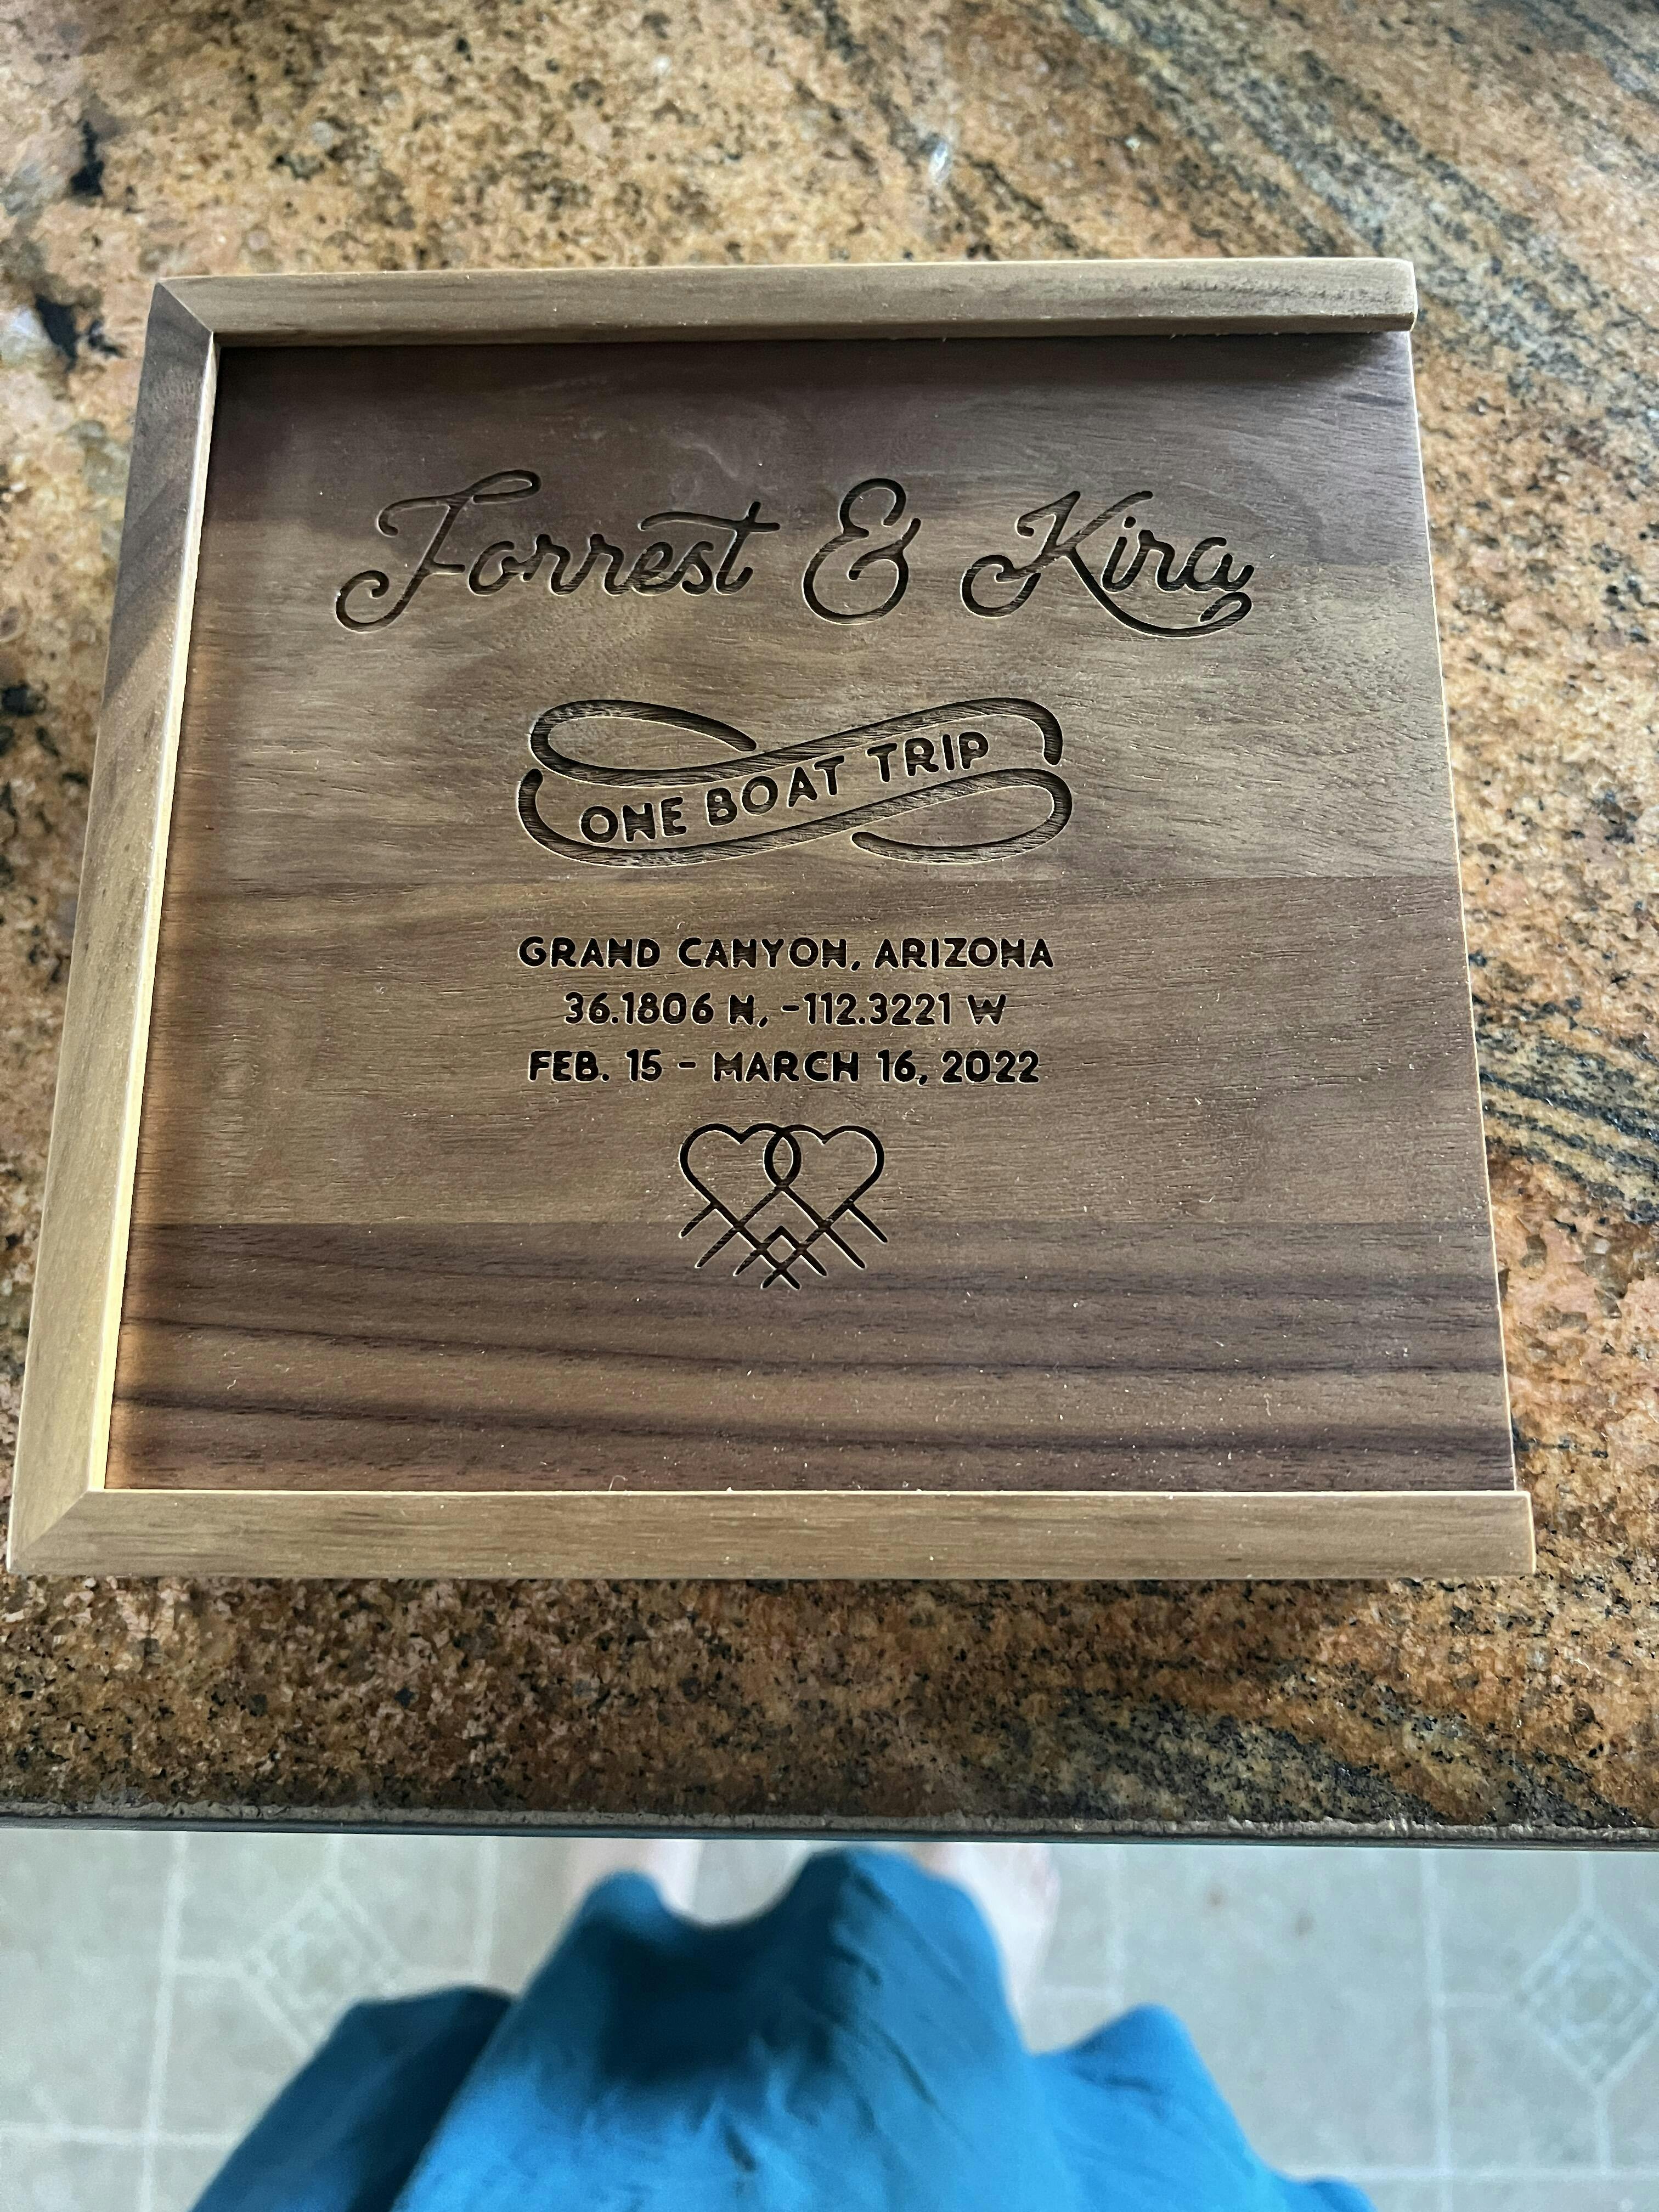 Forrest & Kira
ONE BOAT TRIP
GRAND CANYON, ARIZONA
36.1806 N, -112.3221 W
FEB. 15 - MARCH 16, 2022